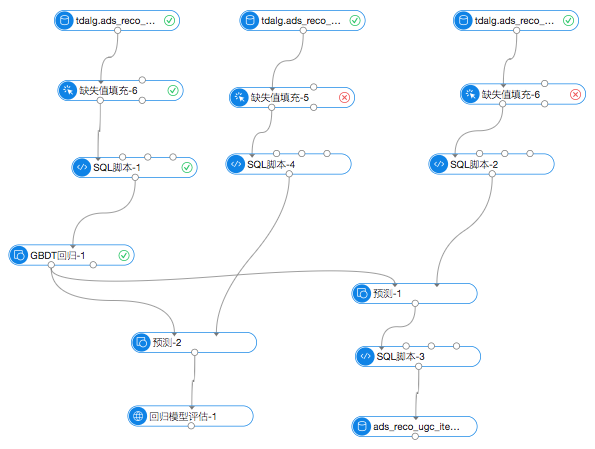 tdalg.ads_reco_...
tdalg.ads_reco_...
tdalg.ads_reco_...
缺失值填充-6
缺失值填充-5
缺失值填充-6
SQL脚本-1
SQL脚本-4
SQL脚本-2
GBDT回归-1
预测-1
预测-2
SQL脚本-3
回归模型评估-1
ads_reco_ugc_ite...